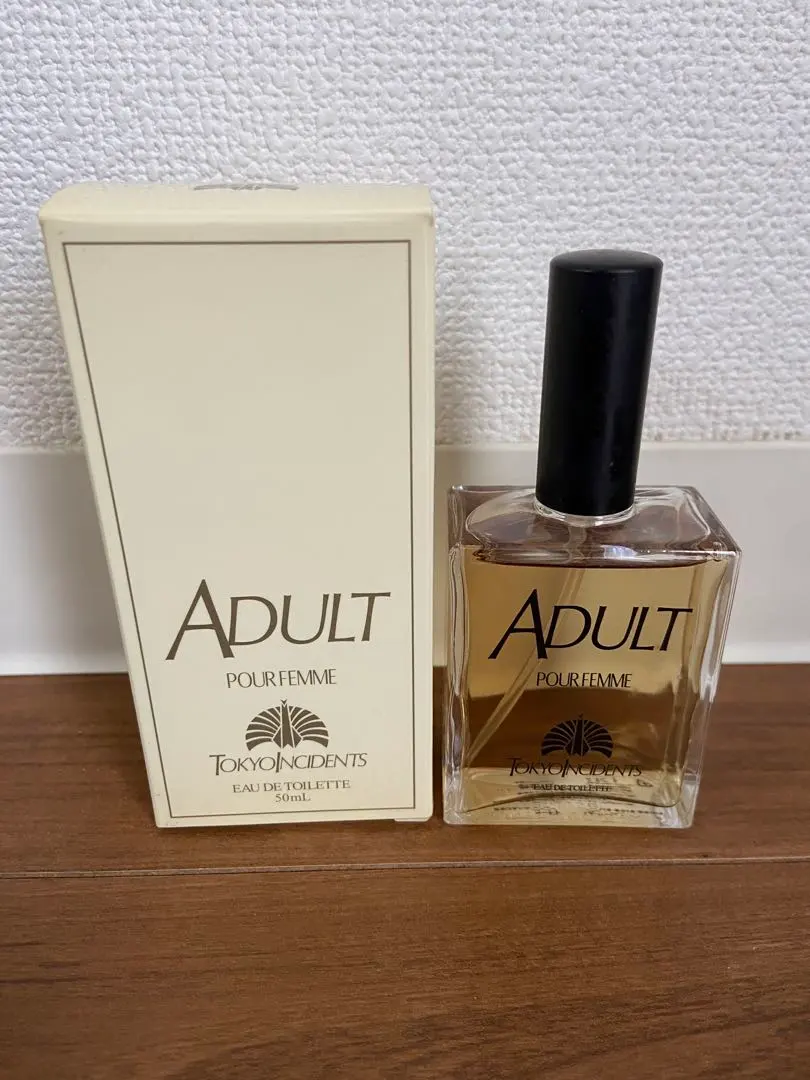 ADULT
POUR FEMME
TOKYO INCIDENTS
EAU DE TOILETTE
50mL
ADULT
POUR FEMME
TOKYO INCIDENTS
EAU DE TOILETTE